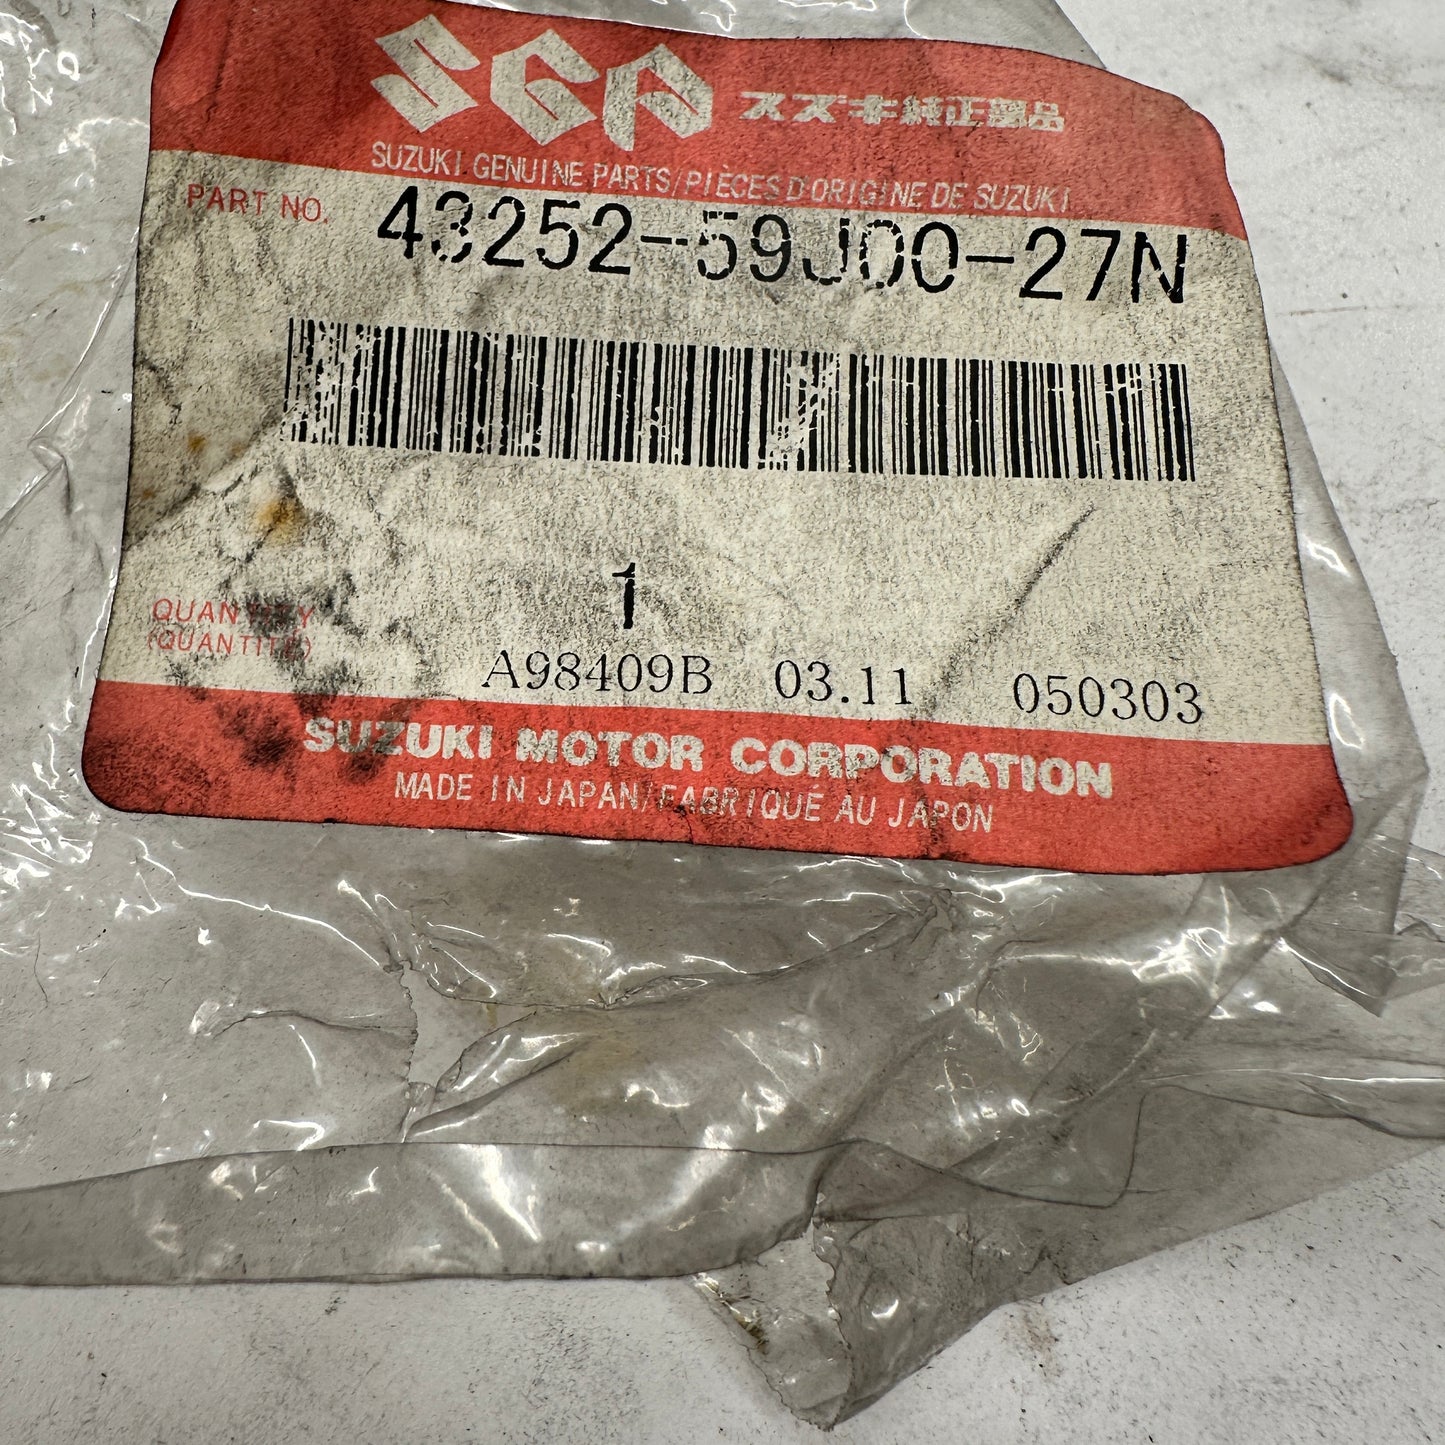 SGP スズキ純正部品
SUZUKI GENUINE PARTS/PIÈCES D'ORIGINE DE SUZUKI
PART NO. 43252-59J00-27N
1
QUANTITY
(QUANTITÉ)
A98409B 03.11 050303
SUZUKI MOTOR CORPORATION
MADE IN JAPAN/FABRIQUÉ AU JAPON